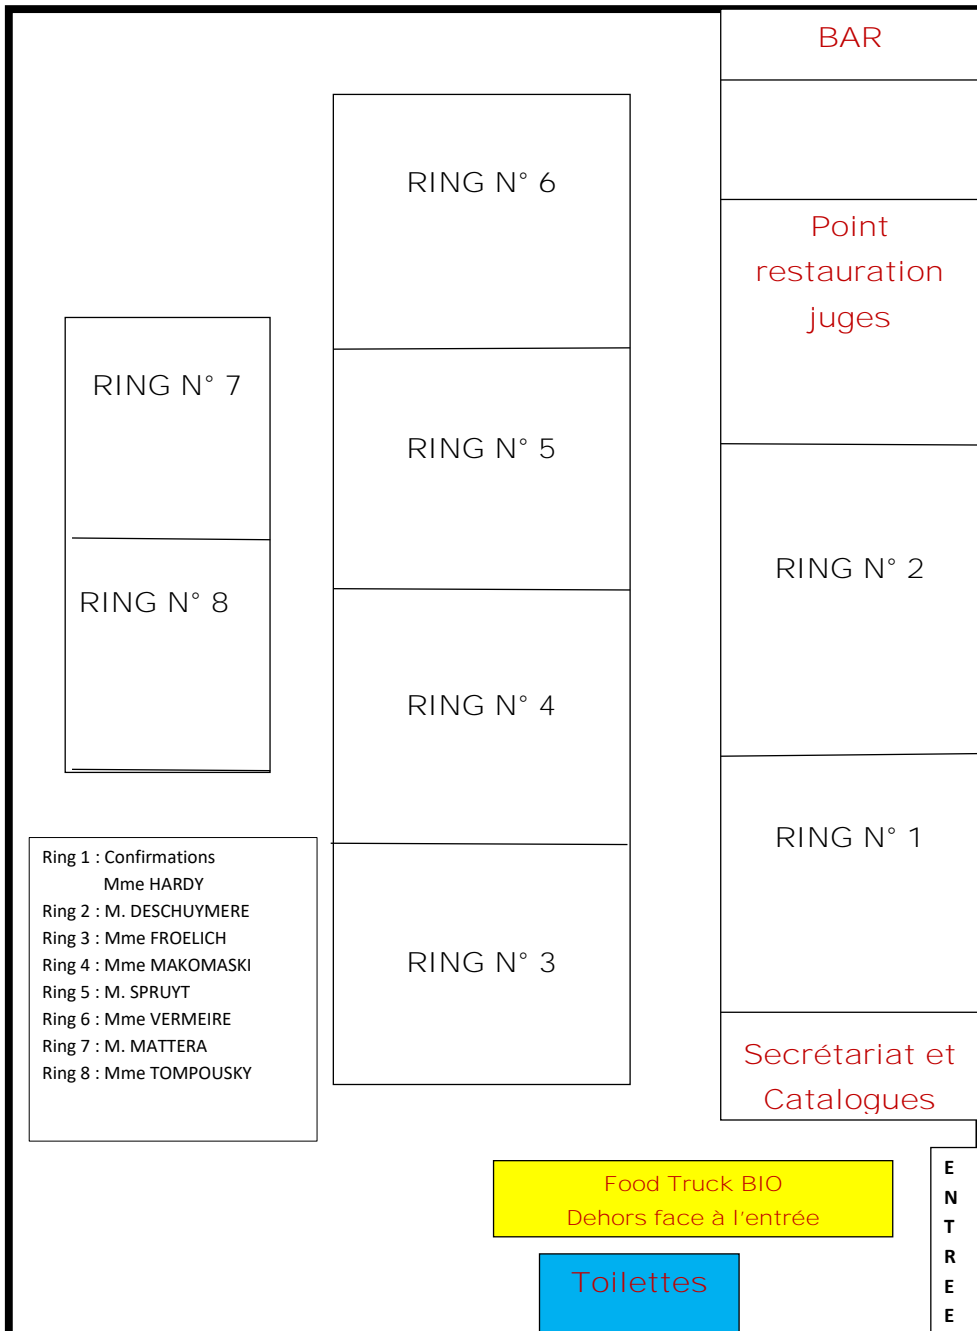 BAR
RING N° 6
Point
restauration
juges
RING N° 7
RING N° 5
RING N° 2
RING N° 8
RING N° 4
RING N° 1
Ring 1 : Confirmations
Mme HARDY
Ring 2 : M. DESCHUYMERE
Ring 3 : Mme FROELICH
Ring 4 : Mme MAKOMASKI
Ring 5 : M. SPRUYT
Ring 6 : Mme VERMEIRE
Ring 7 : M. MATTERA
Ring 8 : Mme TOMPOUSKY
RING N° 3
Secrétariat et
Catalogues
Food Truck BIO
Dehors face à l'entrée
Toilettes
E
N
T
R
E
E